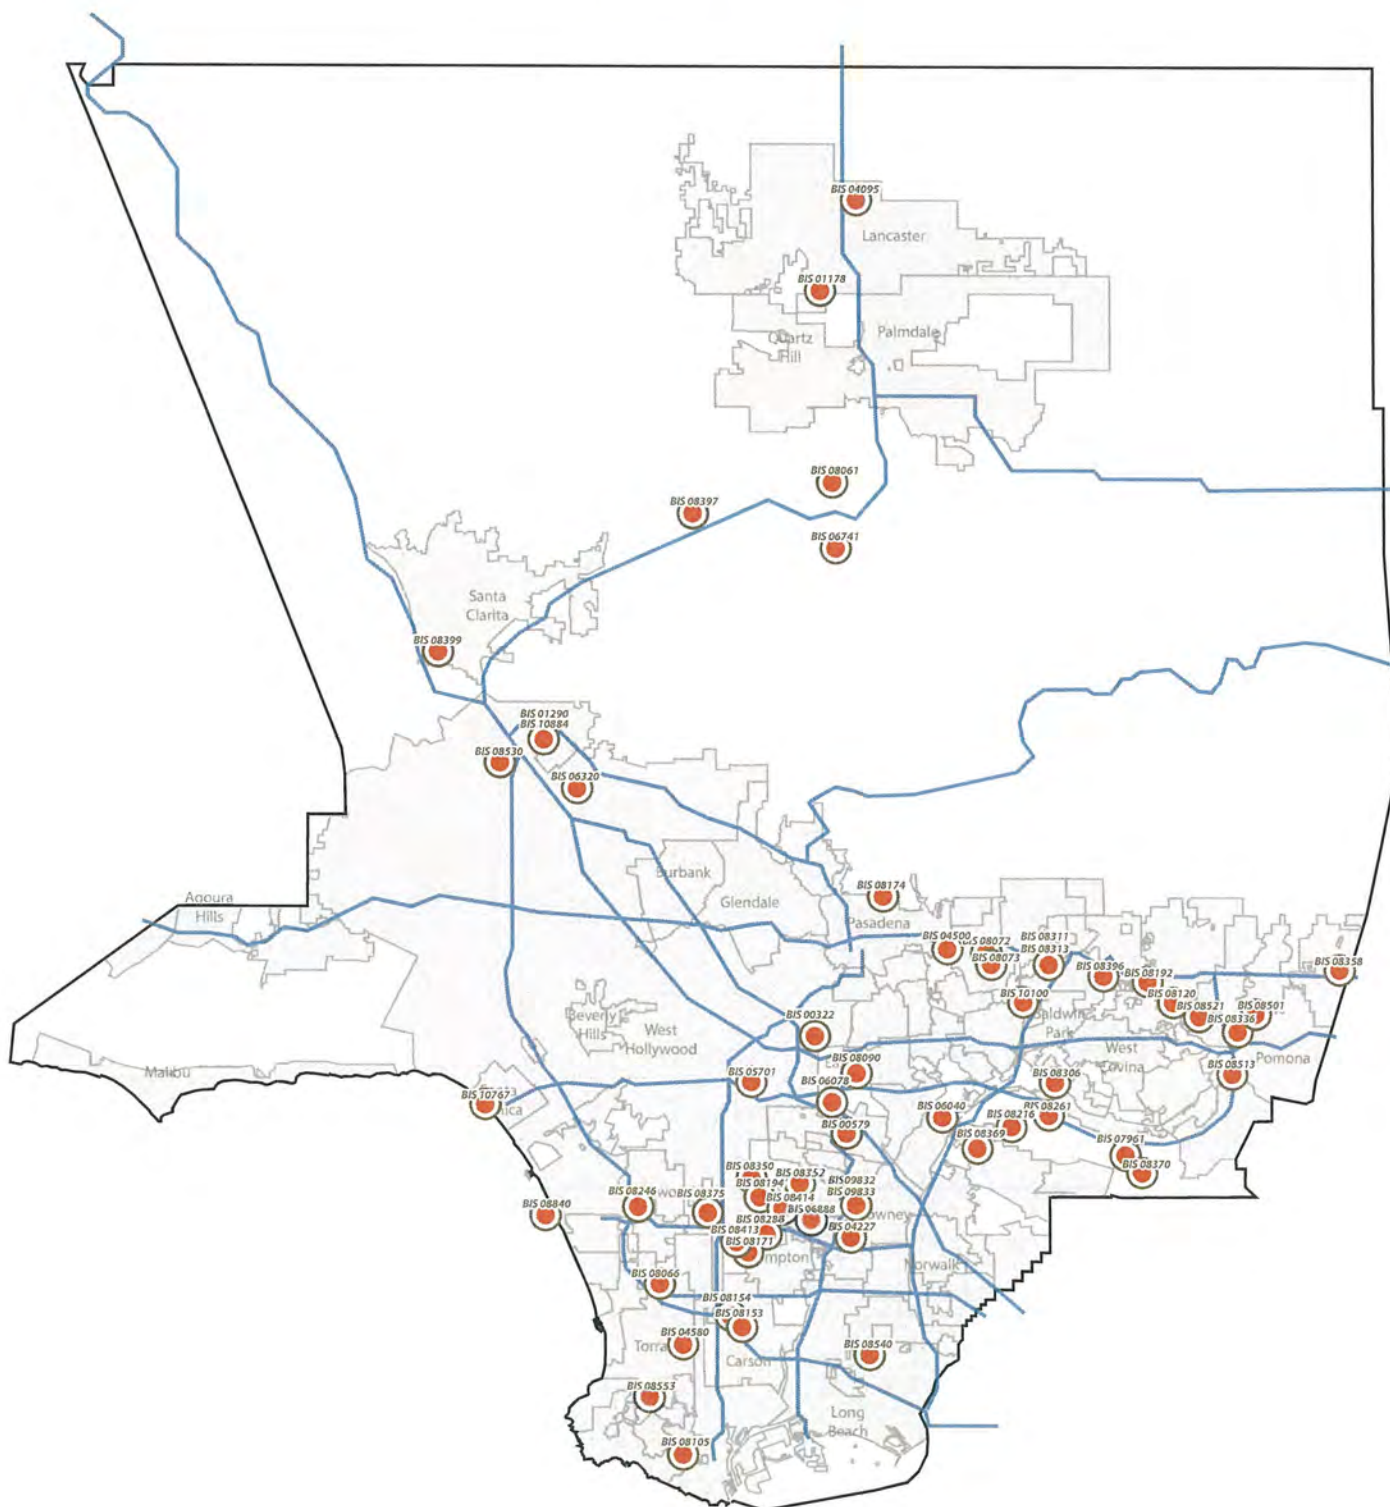 BIS 04095
Lancaster
BIS 01178
Quartz
Hill
Palmdale
BIS 08061
BIS 08397
BIS 06741
Santa
Clarita
BIS 08399
BIS 01290
BIS 10884
BIS 08530
BIS 06320
Burbank
Glendale
Agoura
Hills
BIS 08174
Pasadena
BIS 04500
BIS 08072
BIS 08073
BIS 08311
BIS 08313
BIS 08396
BIS 08192
BIS 08358
BIS 10100
Baldwin
Park
BIS 08120
BIS 08521
BIS 08501
BIS 08336
Beverly
Hills
West
Hollywood
BIS 00322
West
Covina
Pomona
Malibu
BIS 08090
BIS 05701
BIS 06078
BIS 08306
BIS 08513
BIS 10767
BIS 00579
BIS 06040
BIS 08216
BIS 08261
BIS 08369
BIS 07961
BIS 08370
BIS 08350
BIS 08352
BIS 08194
BIS 09832
BIS 09833
BIS 08840
BIS 08246
BIS 08375
BIS 08414
BIS 06888
owney
BIS 08413
BIS 08171
BIS 04227
mpton
Norwalk
BIS 08066
BIS 08154
BIS 08153
BIS 04580
Torra
Carson
BIS 08540
BIS 08553
Long
Beach
BIS 08105